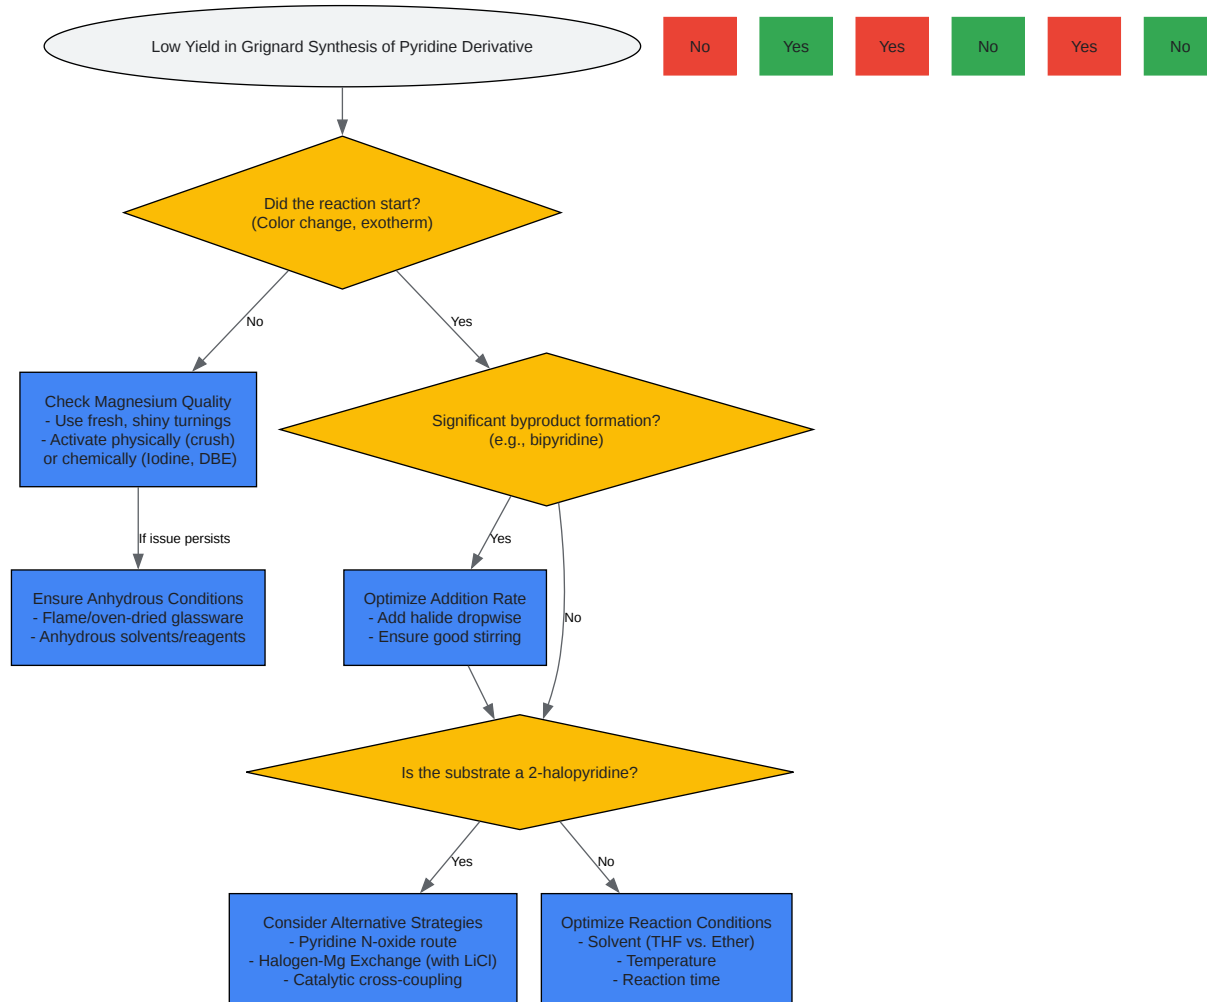 Low Yield in Grignard Synthesis of Pyridine Derivative
No
Yes
Yes
No
Yes
No
Did the reaction start?
(Color change, exotherm)
No
Yes
Check Magnesium Quality
- Use fresh, shiny turnings
- Activate physically (crush)
or chemically (Iodine, DBE)
Significant byproduct formation?
(e.g., bipyridine)
If issue persists
Yes
No
Ensure Anhydrous Conditions
- Flame/oven-dried glassware
- Anhydrous solvents/reagents
Optimize Addition Rate
- Add halide dropwise
- Ensure good stirring
Is the substrate a 2-halopyridine?
Yes
No
Consider Alternative Strategies
- Pyridine N-oxide route
- Halogen-Mg Exchange (with LiCl)
- Catalytic cross-coupling
Optimize Reaction Conditions
- Solvent (THF vs. Ether)
- Temperature
- Reaction time